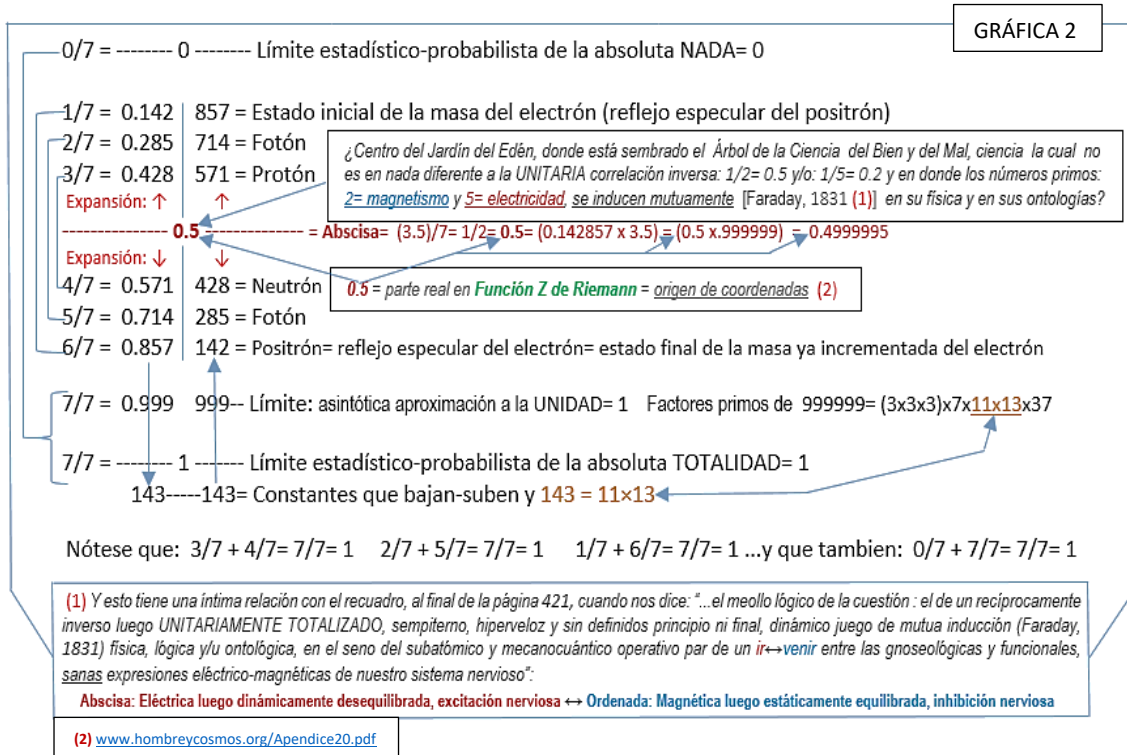 GRÁFICA 2
0/7 = -------- 0 -------- Límite estadístico-probabilista de la absoluta NADA= 0
1/7 = 0.142 857 = Estado inicial de la masa del electrón (reflejo especular del positrón)
2/7 = 0.285 714 = Fotón
3/7 = 0.428 571 = Protón
¿Centro del Jardín del Edén, donde está sembrado el Árbol de la Ciencia del Bien y del Mal, ciencia la cual no
es en nada diferente a la UNITARIA correlación inversa: 1/2= 0.5 y/o: 1/5= 0.2 y en donde los números primos:
2= magnetismo y 5= electricidad, se inducen mutuamente [Faraday, 1831 (1)] en su física y en sus ontologías?
Expansión: ↑ ↑
--------------- 0.5 -------------- = Abscisa= (3.5)/7= 1/2= 0.5= (0.142857 x 3.5) = (0.5 x.999999) = 0.4999995
Expansión: ↓ ↓
4/7 = 0.571 428 = Neutrón
0.5 = parte real en Función Z de Riemann = origen de coordenadas (2)
5/7 = 0.714 285 = Fotón
6/7 = 0.857 142 = Positrón= reflejo especular del electrón= estado final de la masa ya incrementada del electrón
7/7 = 0.999 999-- Límite: asintótica aproximación a la UNIDAD= 1 Factores primos de 999999= (3x3x3)x7x11x13x37
7/7 = -------- 1 ------- Límite estadístico-probabilista de la absoluta TOTALIDAD= 1
143-----143= Constantes que bajan-suben y 143 = 11×13
Nótese que: 3/7 + 4/7= 7/7= 1 2/7 + 5/7= 7/7= 1 1/7 + 6/7= 7/7= 1 ...y que tambien: 0/7 + 7/7= 7/7= 1
(1) Y esto tiene una íntima relación con el recuadro, al final de la página 421, cuando nos dice: "...el meollo lógico de la cuestión : el de un recíprocamente
inverso luego UNITARIAMENTE TOTALIZADO, sempiterno, hiperveloz y sin definidos principio ni final, dinámico juego de mutua inducción (Faraday,
1831) física, lógica y/u ontológica, en el seno del subatómico y mecanocuántico operativo par de un ir↔venir entre las gnoseológicas y funcionales,
sanas expresiones eléctrico-magnéticas de nuestro sistema nervioso":
Abscisa: Eléctrica luego dinámicamente desequilibrada, excitación nerviosa ↔ Ordenada: Magnética luego estáticamente equilibrada, inhibición nerviosa
(2) www.hombreycosmos.org/Apendice20.pdf